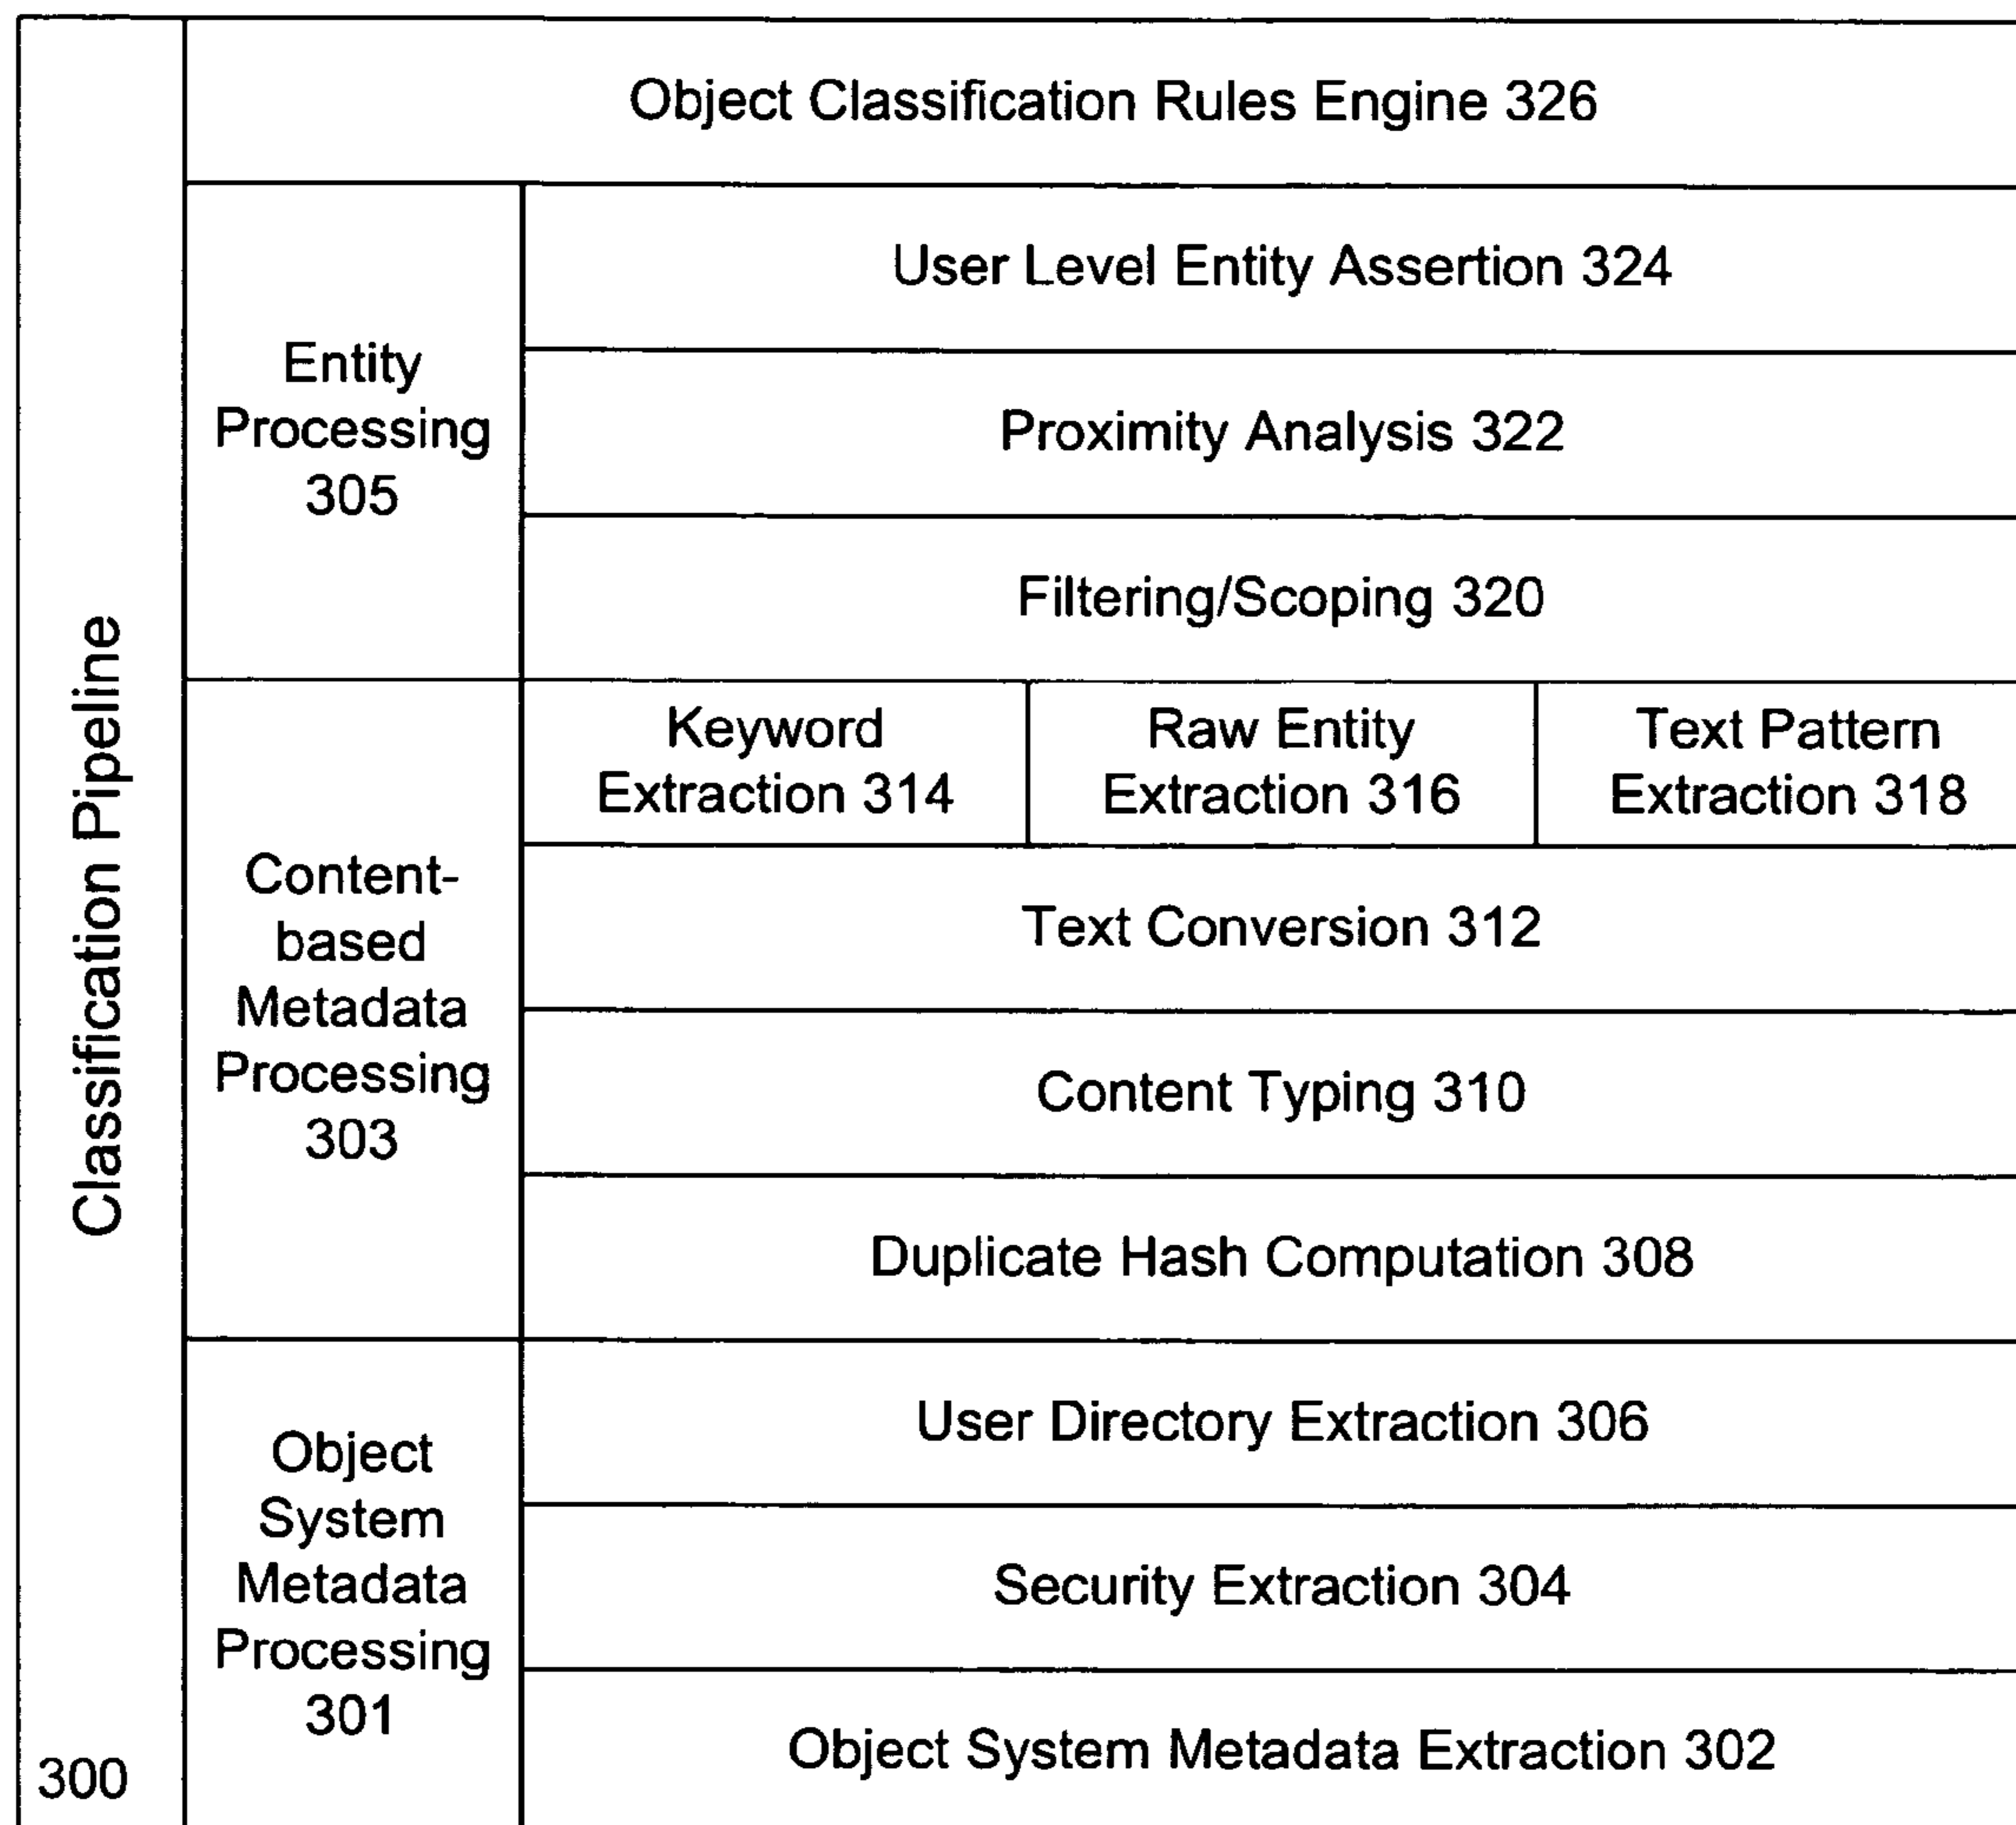 Classification Pipeline
300
Object Classification Rules Engine 326
Entity
Processing
305
User Level Entity Assertion 324
Proximity Analysis 322
Filtering/Scoping 320
Content-
based
Metadata
Processing
303
Keyword
Extraction 314
Raw Entity
Extraction 316
Text Pattern
Extraction 318
Text Conversion 312
Content Typing 310
Duplicate Hash Computation 308
Object
System
Metadata
Processing
301
User Directory Extraction 306
Security Extraction 304
Object System Metadata Extraction 302